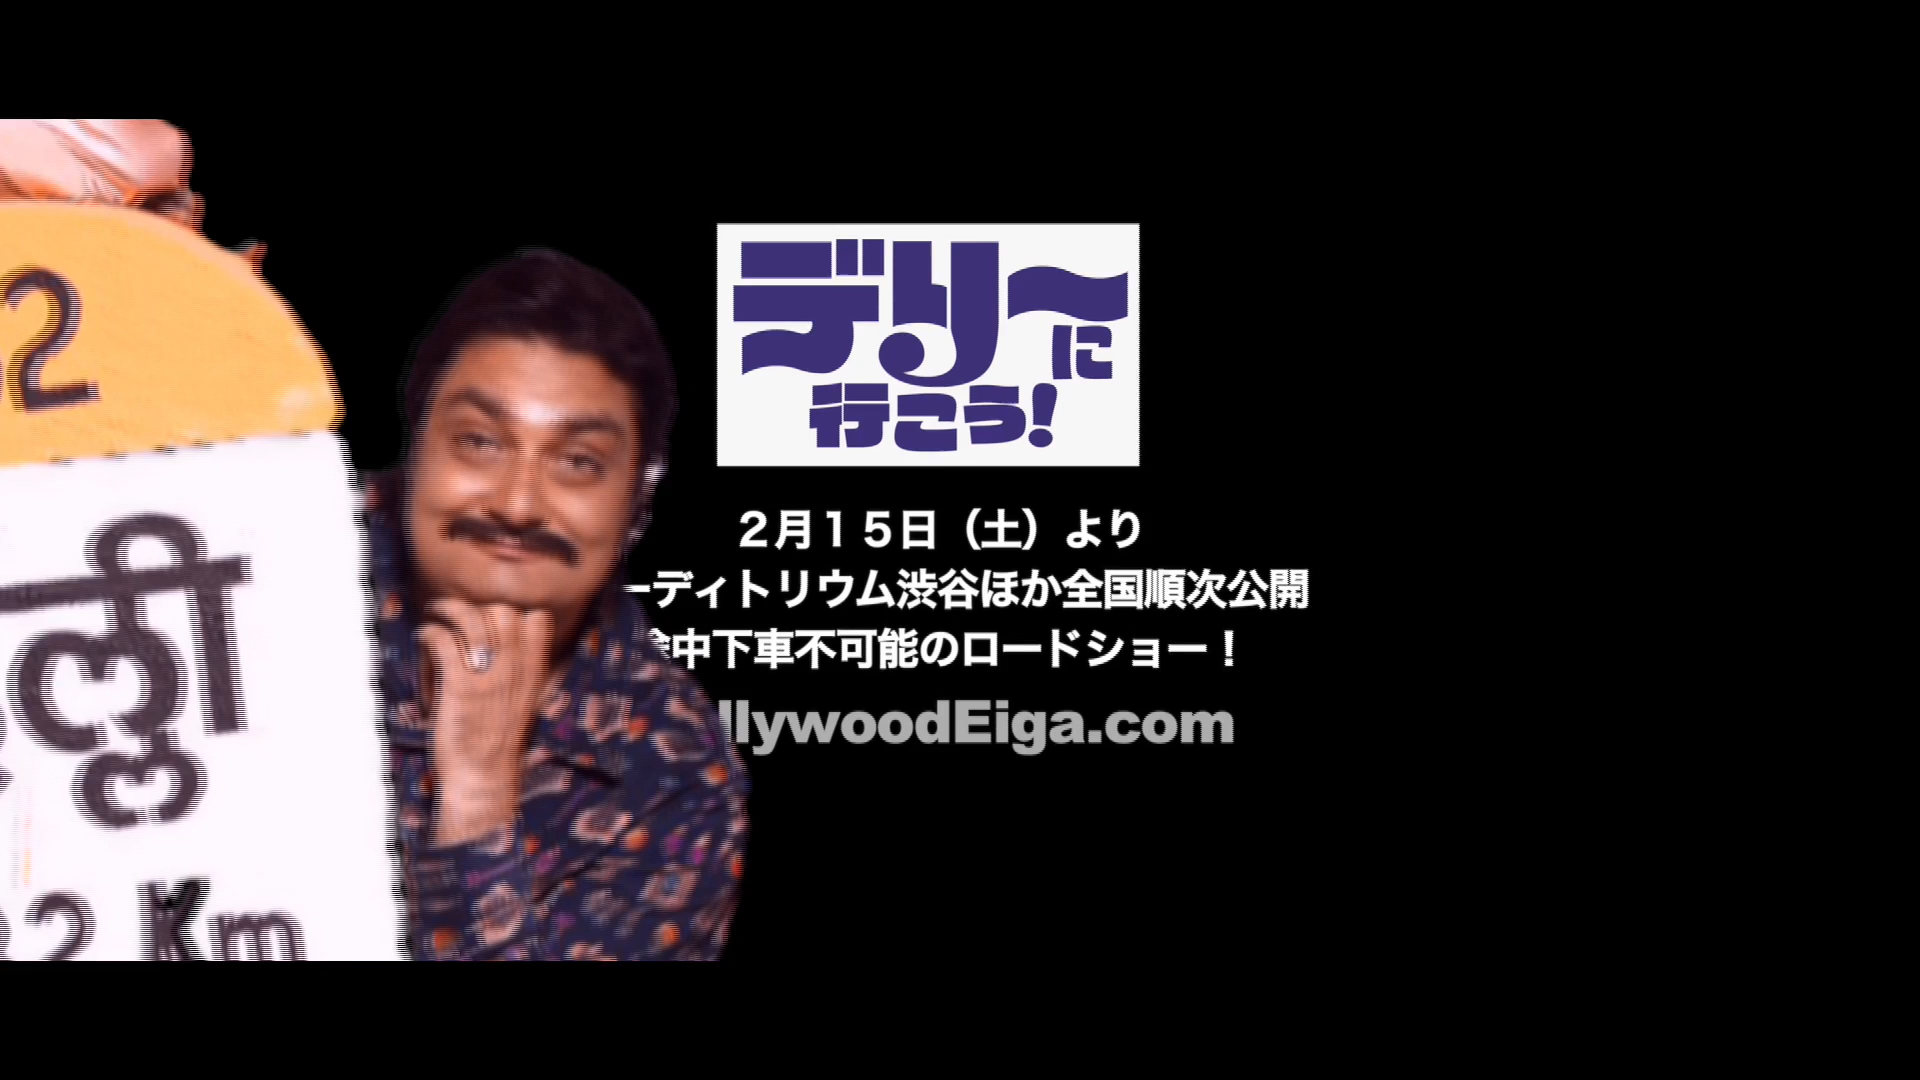 デリーに
行こう!
2月15日（土）より
ーディトリウム渋谷ほか全国順次公開
中下車不可能のロードショー！
llywoodEiga.com
2
ल्ली
2 Km